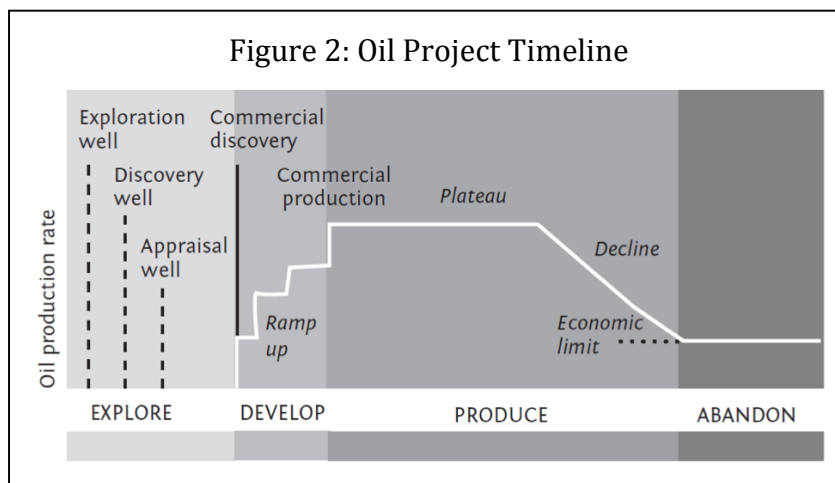 Figure 2: Oil Project Timeline
Exploration
well
Commercial
discovery
Discovery
well
Commercial
production
Plateau
Appraisal
well
Decline
Ramp
up
Economic
limit
Oil production rate
EXPLORE
DEVELOP
PRODUCE
ABANDON